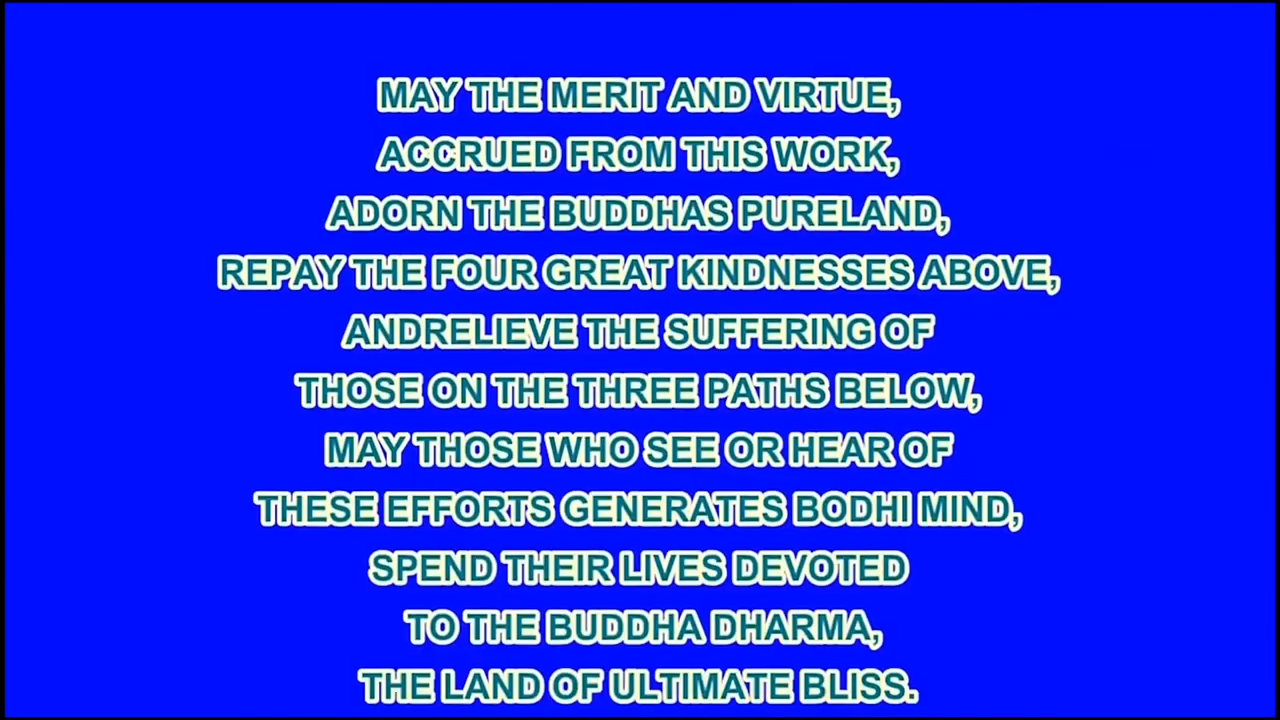 MAY THE MERIT AND VIRTUE,
ACCRUED FROM THIS WORK,
ADORN THE BUDDHAS PURELAND,
REPAY THE FOUR GREAT KINDNESSES ABOVE,
ANDRELIEVE THE SUFFERING OF
THOSE ON THE THREE PATHS BELOW,
MAY THOSE WHO SEE OR HEAR OF
THESE EFFORTS GENERATES BODHI MIND,
SPEND THEIR LIVES DEVOTED
TO THE BUDDHA DHARMA,
THE LAND OF ULTIMATE BLISS.